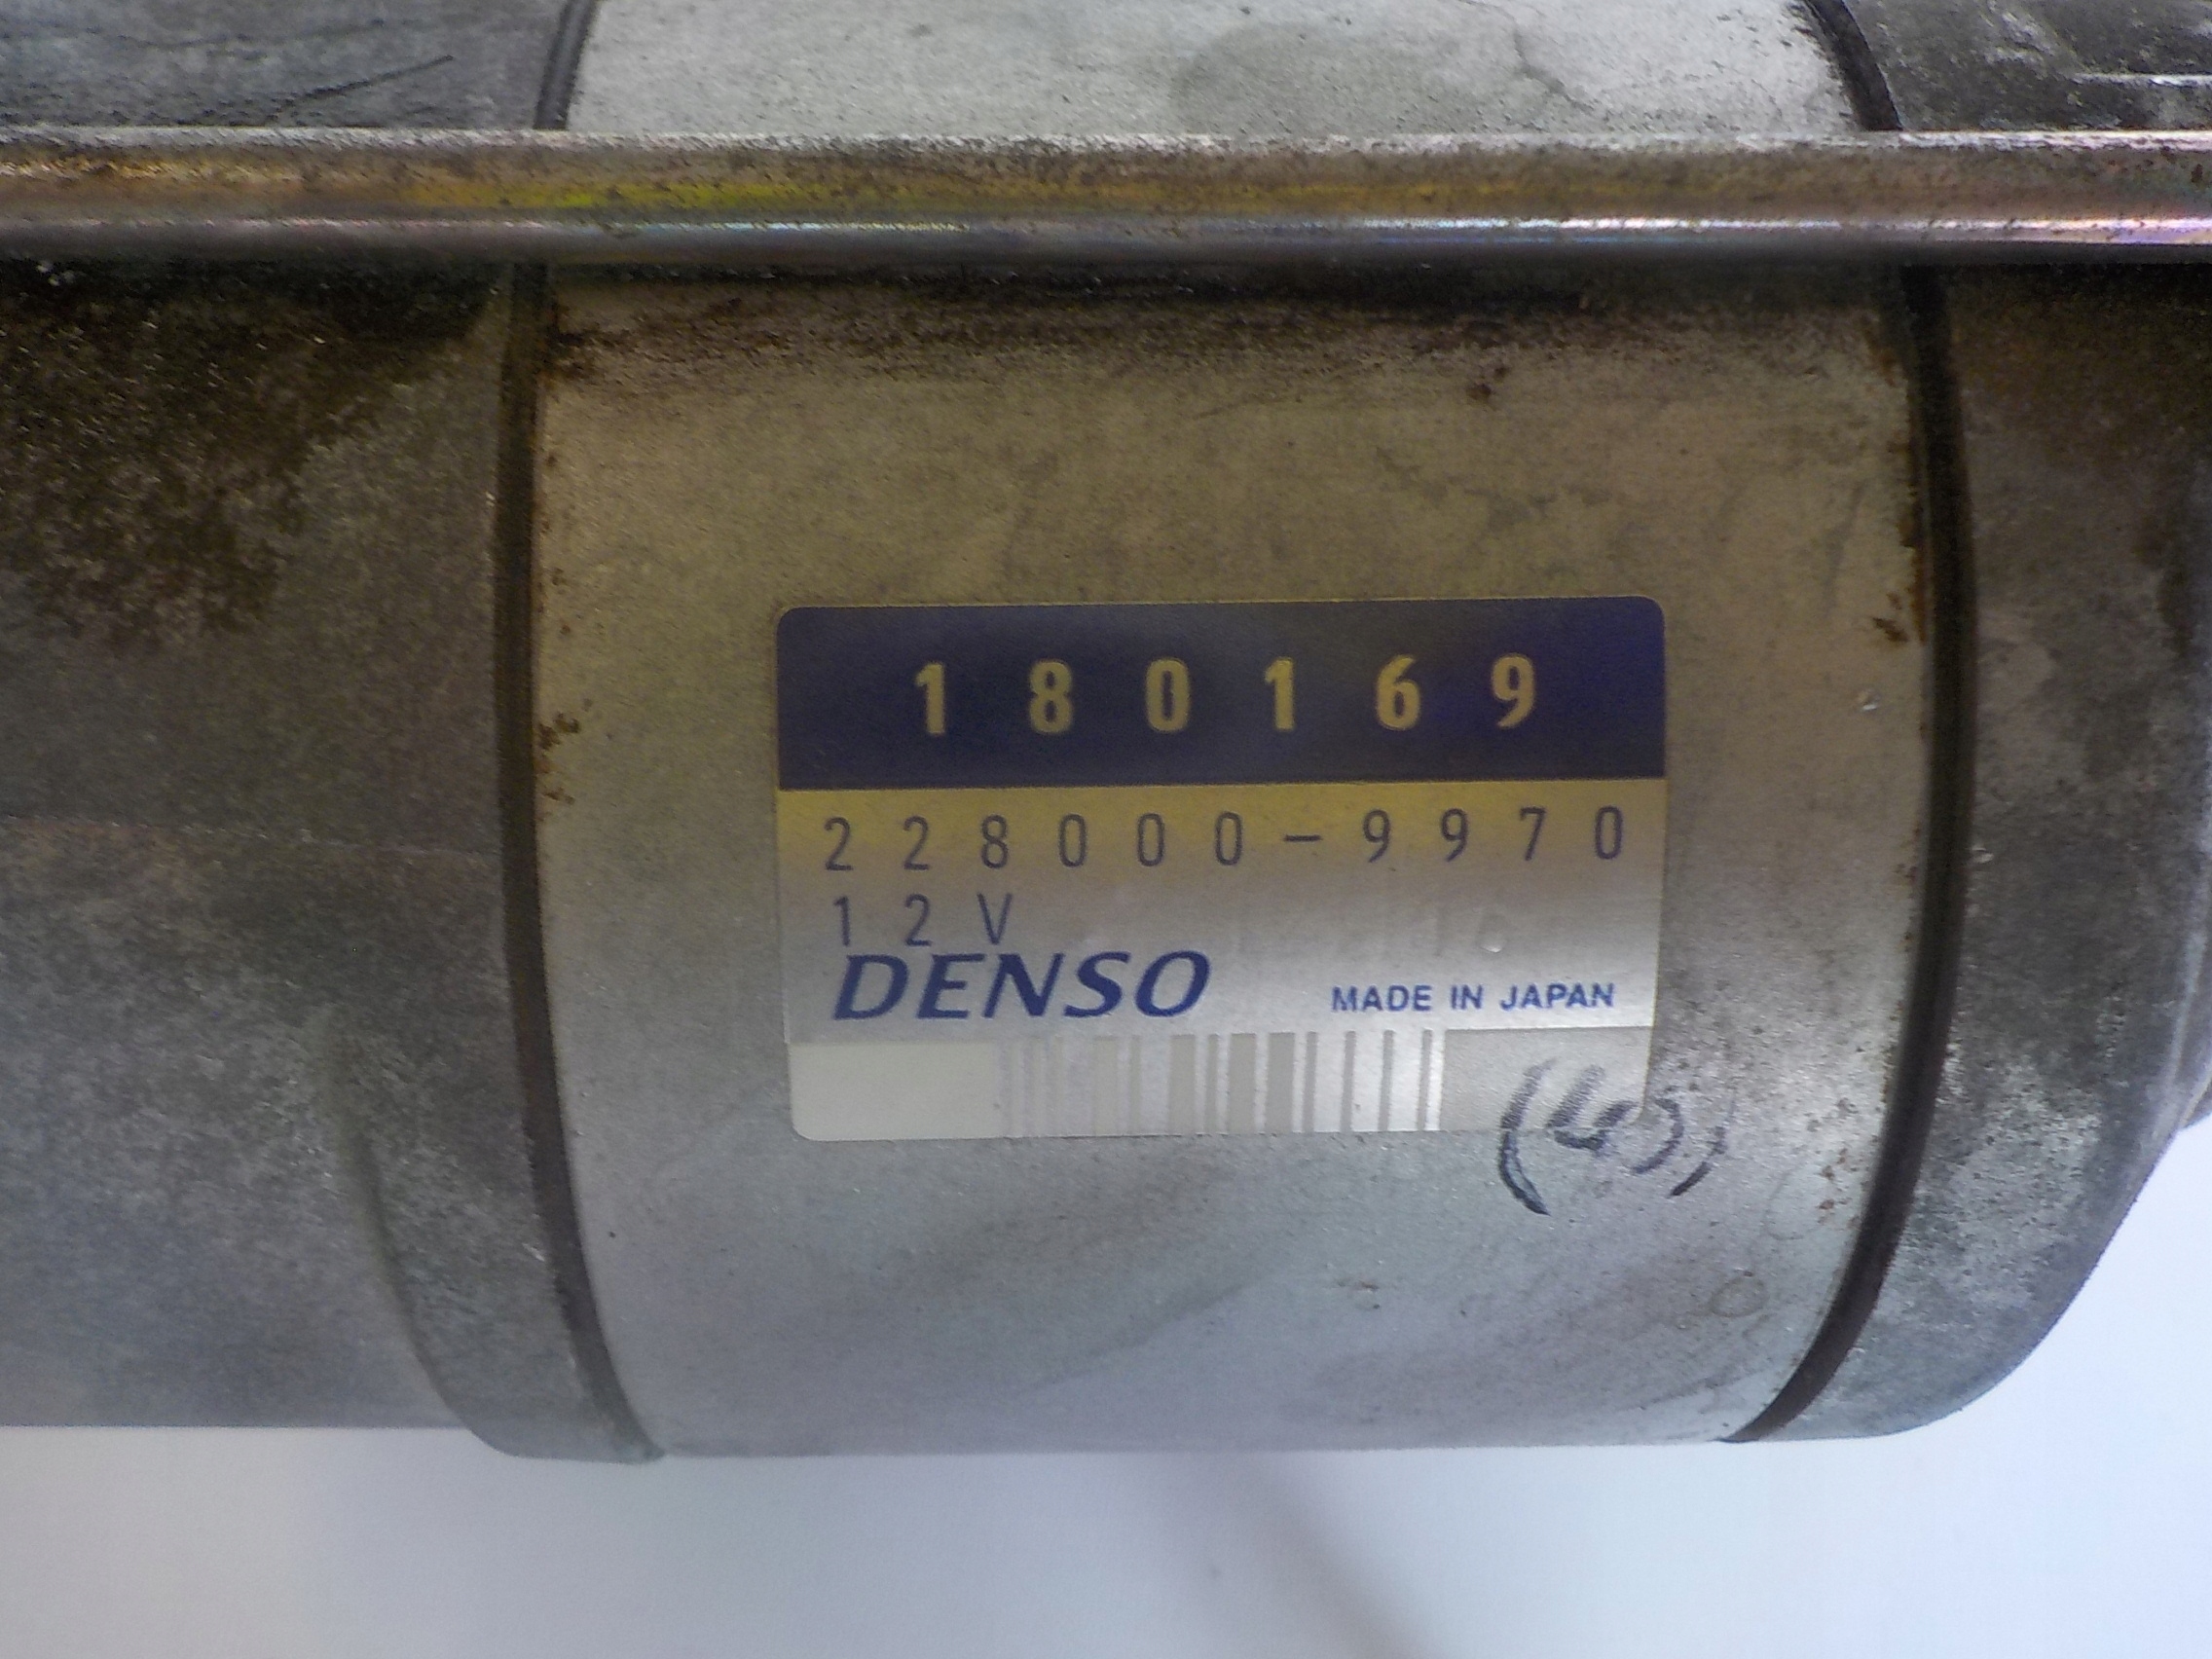 180169
228000-9970
12V
DENSO MADE IN JAPAN